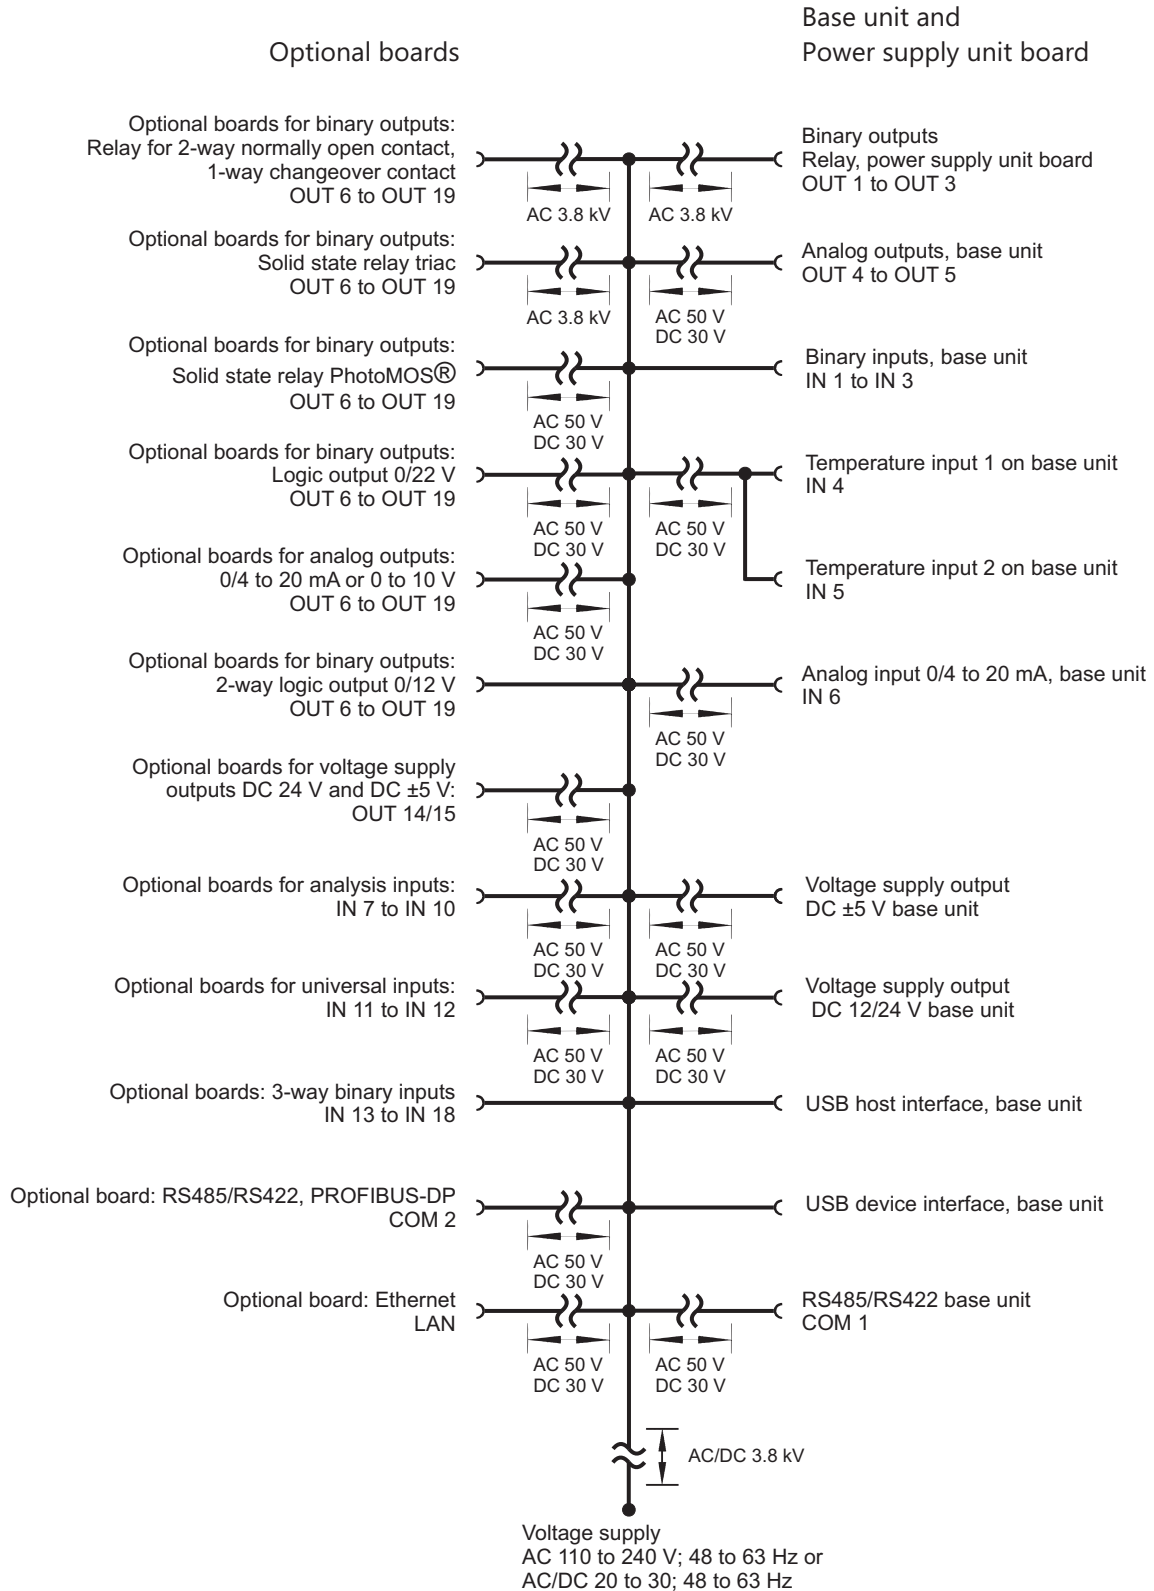 Optional boards
Base unit and
Power supply unit board
Optional boards for binary outputs:
Relay for 2-way normally open contact,
1-way changeover contact
OUT 6 to OUT 19
AC 3.8 kV
AC 3.8 kV
Binary outputs
Relay, power supply unit board
OUT 1 to OUT 3
Optional boards for binary outputs:
Solid state relay triac
OUT 6 to OUT 19
AC 3.8 kV
AC 50 V
DC 30 V
Analog outputs, base unit
OUT 4 to OUT 5
Optional boards for binary outputs:
Solid state relay PhotoMOS®
OUT 6 to OUT 19
AC 50 V
DC 30 V
Binary inputs, base unit
IN 1 to IN 3
Optional boards for binary outputs:
Logic output 0/22 V
OUT 6 to OUT 19
AC 50 V
DC 30 V
AC 50 V
DC 30 V
Temperature input 1 on base unit
IN 4
Optional boards for analog outputs:
0/4 to 20 mA or 0 to 10 V
OUT 6 to OUT 19
AC 50 V
DC 30 V
Temperature input 2 on base unit
IN 5
Optional boards for binary outputs:
2-way logic output 0/12 V
OUT 6 to OUT 19
AC 50 V
DC 30 V
Analog input 0/4 to 20 mA, base unit
IN 6
Optional boards for voltage supply
outputs DC 24 V and DC ±5 V:
OUT 14/15
AC 50 V
DC 30 V
Optional boards for analysis inputs:
IN 7 to IN 10
AC 50 V
DC 30 V
AC 50 V
DC 30 V
Voltage supply output
DC ±5 V base unit
Optional boards for universal inputs:
IN 11 to IN 12
AC 50 V
DC 30 V
AC 50 V
DC 30 V
Voltage supply output
DC 12/24 V base unit
Optional boards: 3-way binary inputs
IN 13 to IN 18
USB host interface, base unit
Optional board: RS485/RS422, PROFIBUS-DP
COM 2
AC 50 V
DC 30 V
USB device interface, base unit
Optional board: Ethernet
LAN
AC 50 V
DC 30 V
AC 50 V
DC 30 V
RS485/RS422 base unit
COM 1
AC/DC 3.8 kV
Voltage supply
AC 110 to 240 V; 48 to 63 Hz or
AC/DC 20 to 30; 48 to 63 Hz